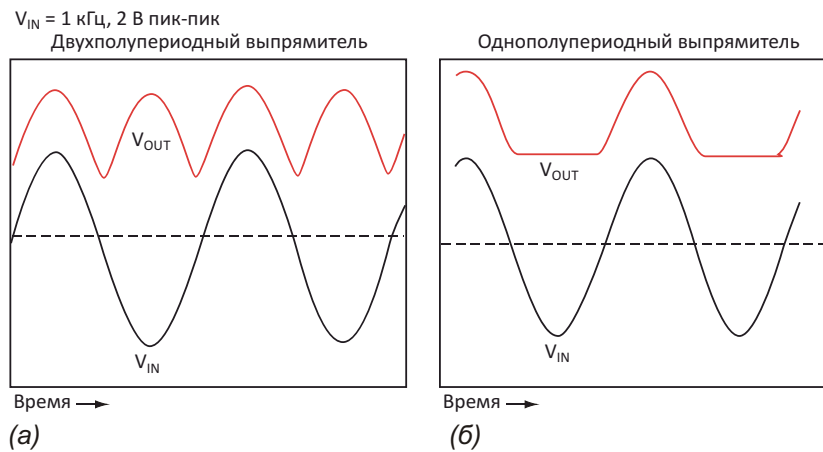 V_IN = 1 кГц, 2 В пик-пик
Двухполупериодный выпрямитель
V_OUT
V_IN
Время
(а)
Однополупериодный выпрямитель
V_OUT
V_IN
Время
(б)